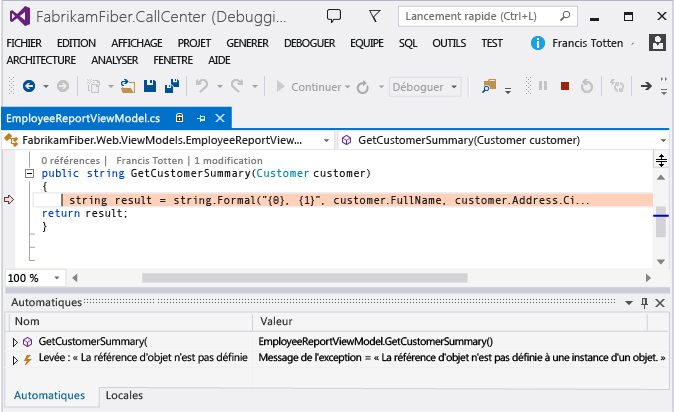 FabrikamFiber.CallCenter (Debuggi...
Lancement rapide (Ctrl+L)
FICHIER EDITION AFFICHAGE PROJET GENERER DEBOGUER EQUIPE SQL OUTILS TEST Francis Totten
ARCHITECTURE ANALYSER FENETRE AIDE
Continuer Déboguer
EmployeeReportViewModel.cs
FabrikamFiber.Web.ViewModels.EmployeeReportView... GetCustomerSummary(Customer customer)
0 références | Francis Totten | 1 modification
public string GetCustomerSummary(Customer customer)
{
string result = string.Formal("{0}, {1}", customer.FullName, customer.Address.Ci...
return result;
}
100 %
Automatiques
Nom Valeur
GetCustomerSummary( EmployeeReportViewModel.GetCustomerSummary()
Levée : « La référence d'objet n'est pas définie Message de l'exception = « La référence d'objet n'est pas définie à une instance d'un objet. »
Automatiques Locales